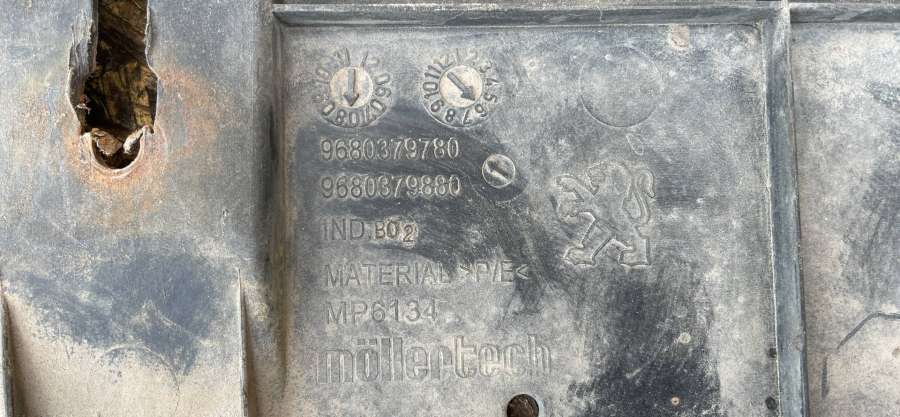 9680379780
9680379880
IND.B02
MATERIAL >P/E<
MP6134
möllertech